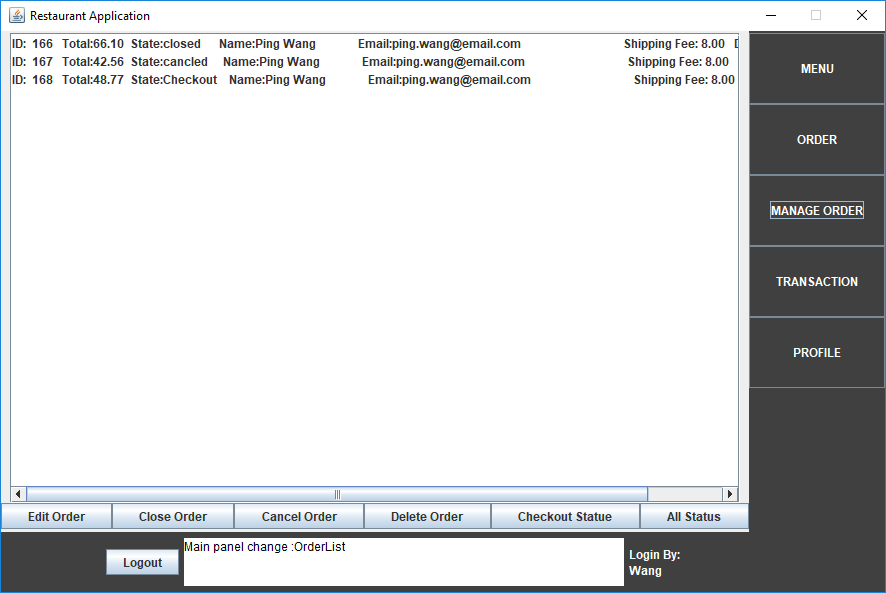 Restaurant Application
ID: 166 Total:66.10 State:closed Name:Ping Wang Email:ping.wang@email.com Shipping Fee: 8.00
ID: 167 Total:42.56 State:cancled Name:Ping Wang Email:ping.wang@email.com Shipping Fee: 8.00
ID: 168 Total:48.77 State:Checkout Name:Ping Wang Email:ping.wang@email.com Shipping Fee: 8.00
MENU
ORDER
MANAGE ORDER
TRANSACTION
PROFILE
Edit Order Close Order Cancel Order Delete Order Checkout Statue All Status
Logout
Main panel change :OrderList
Login By:
Wang